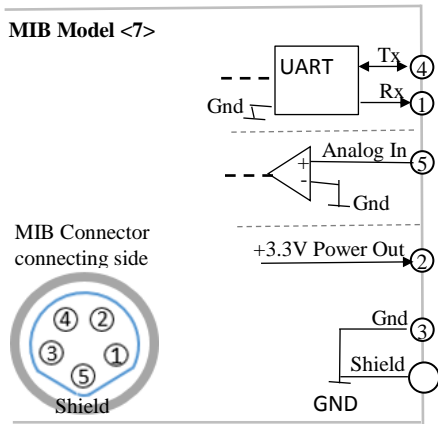 MIB Model <7>
UART
Tx
4
Rx
1
Gnd
Analog In
5
+
-
Gnd
+3.3V Power Out
2
MIB Connector
connecting side
4 2
3 1
5
Shield
Gnd
3
Shield
GND